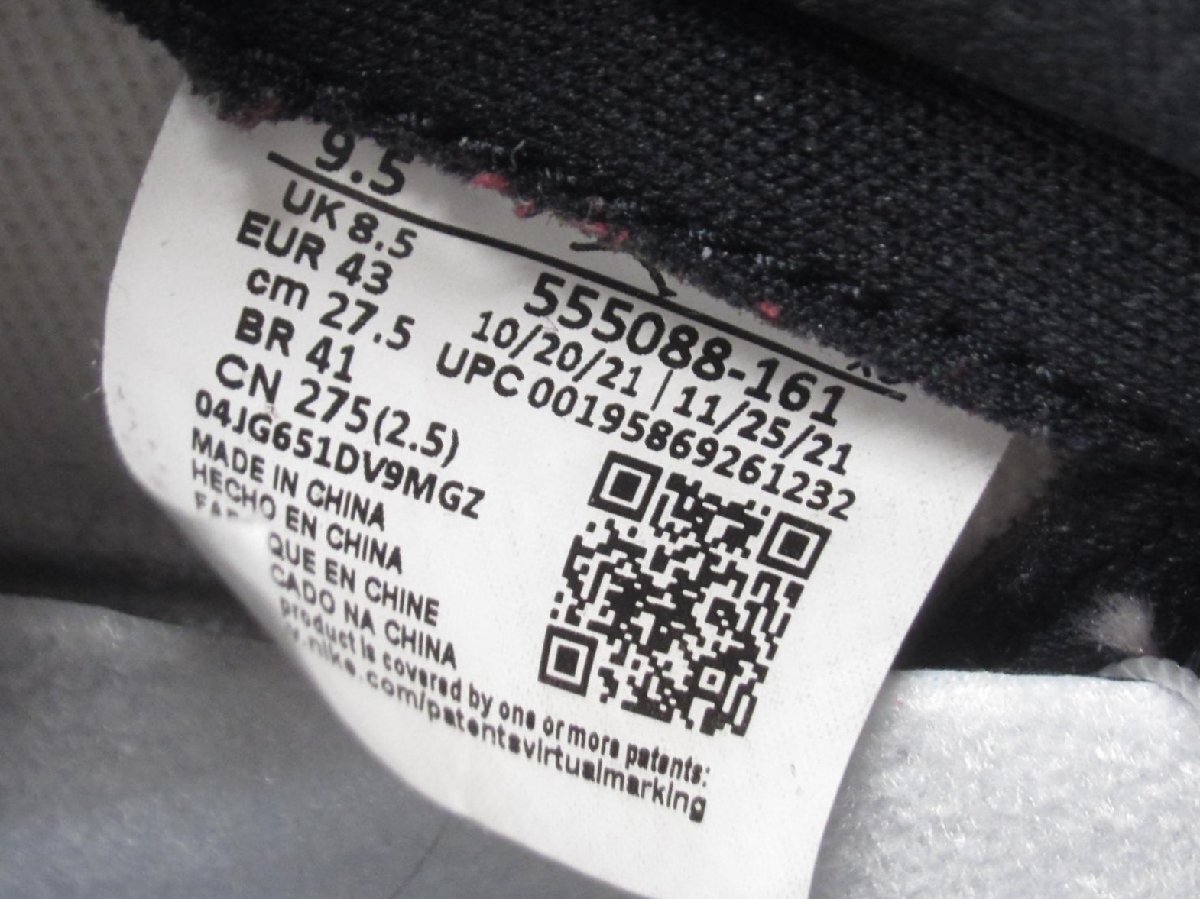 9.5
UK 8.5
EUR 43
cm 27.5
BR 41
CN 275(2.5)
04JG651DV9MGZ
MADE IN CHINA
HECHO EN CHINA
QUE EN CHINE
CADO NA CHINA
product is covered by one or more patents:
.nike.com/patentsvirtualmarking
555088-161
10/20/21 | 11/25/21
UPC 00195869261232